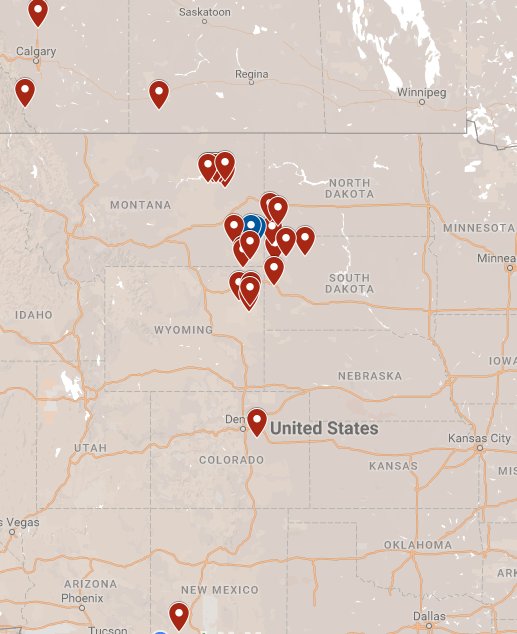 Saskatoon
Calgary
Regina
Winnipeg
NORTH
DAKOTA
MONTANA
MINNESOTA
Minnea
SOUTH
DAKOTA
IDAHO
WYOMING
IOWA
NEBRASKA
Den
United States
UTAH
COLORADO
Kansas City
KANSAS
MIS
s Vegas
OKLAHOMA
ARIZONA
NEW MEXICO
ARK
Phoenix
Dallas
Tucson